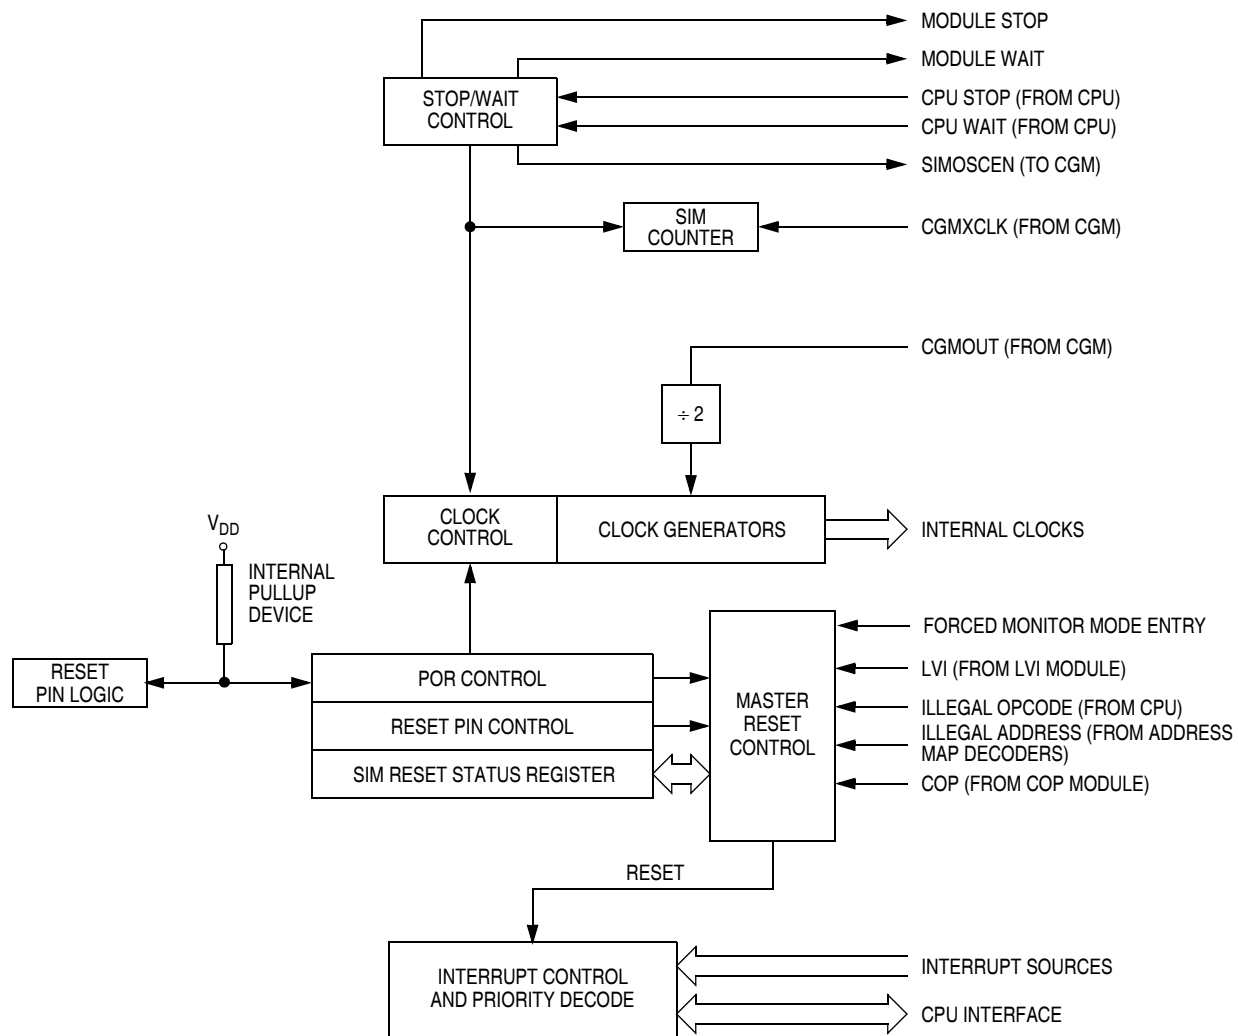 MODULE STOP
MODULE WAIT
STOP/WAIT
CONTROL
CPU STOP (FROM CPU)
CPU WAIT (FROM CPU)
SIMOSCEN (TO CGM)
SIM
COUNTER
CGMXCLK (FROM CGM)
CGMOUT (FROM CGM)
÷ 2
CLOCK
CONTROL
CLOCK GENERATORS
INTERNAL CLOCKS
VDD
INTERNAL
PULLUP
DEVICE
RESET
PIN LOGIC
POR CONTROL
RESET PIN CONTROL
SIM RESET STATUS REGISTER
MASTER
RESET
CONTROL
FORCED MONITOR MODE ENTRY
LVI (FROM LVI MODULE)
ILLEGAL OPCODE (FROM CPU)
ILLEGAL ADDRESS (FROM ADDRESS
MAP DECODERS)
COP (FROM COP MODULE)
RESET
INTERRUPT CONTROL
AND PRIORITY DECODE
INTERRUPT SOURCES
CPU INTERFACE